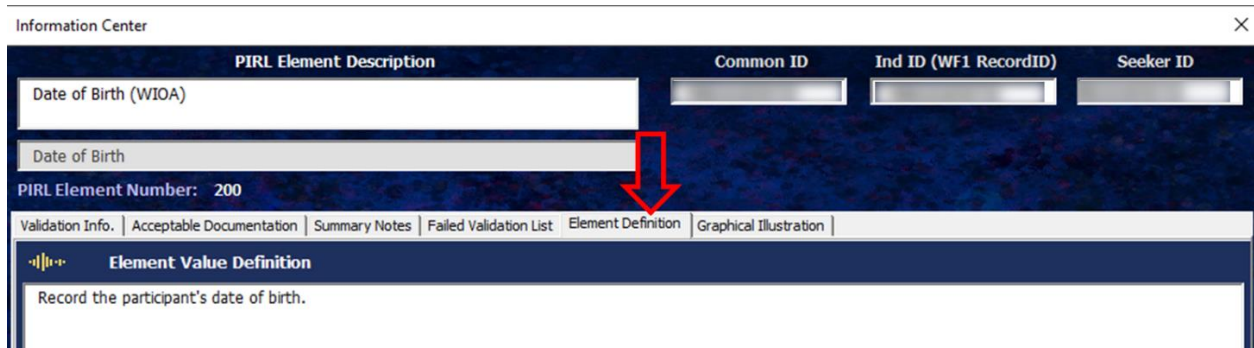 Information Center
PIRL Element Description Common ID Ind ID (WF1 RecordID) Seeker ID
Date of Birth (WIOA)
Date of Birth
PIRL Element Number: 200
Validation Info. Acceptable Documentation Summary Notes Failed Validation List Element Definition Graphical Illustration
Element Value Definition
Record the participant's date of birth.